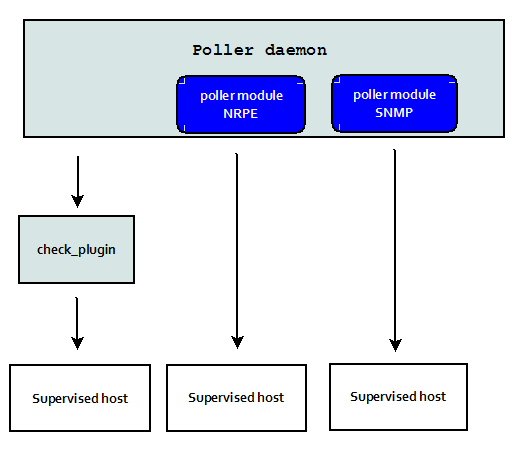 Poller daemon
poller module
NRPE
poller module
SNMP
check_plugin
Supervised host
Supervised host
Supervised host